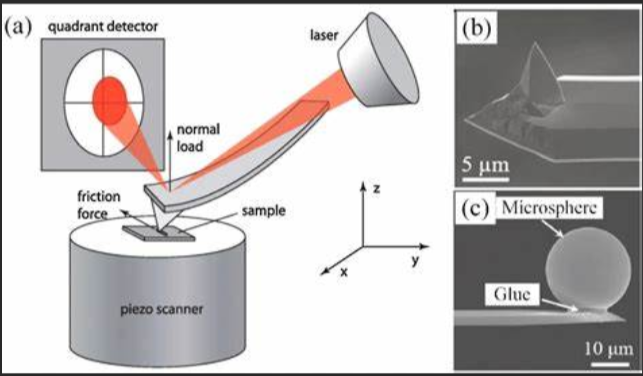 (a)
quadrant detector
laser
normal
load
friction
force
sample
piezo scanner
z
y
x
(b)
5 μm
(c)
Microsphere
Glue
10 μm